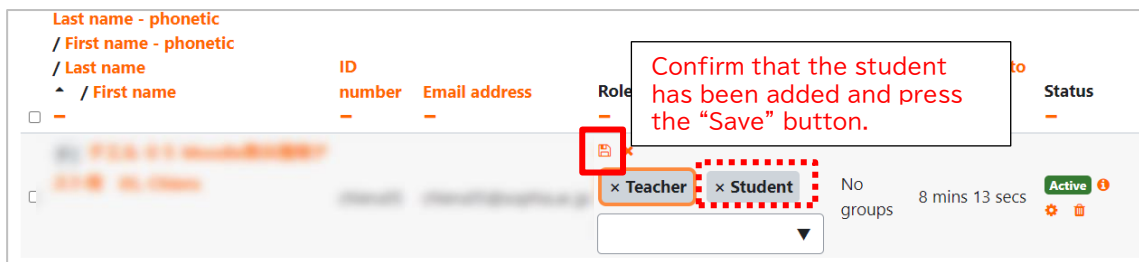 Last name - phonetic
/ First name - phonetic
/ Last name
/ First name
–
ID
number
–
Email address
–
Role
–
Confirm that the student
has been added and press
the “Save” button.
to
Status
–
× Teacher
× Student
No
groups
8 mins 13 secs
Active